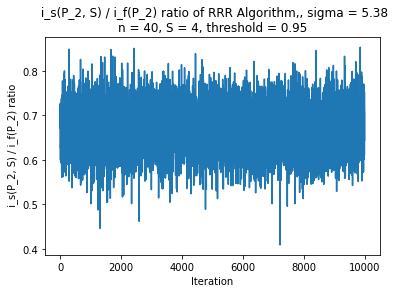 i_s(P_2, S) / i_f(P_2) ratio of RRR Algorithm,, sigma = 5.38
n = 40, S = 4, threshold = 0.95
i_s(P_2, S) / i_f(P_2) ratio
0.8
0.7
0.6
0.5
0.4
0
2000
4000
6000
8000
10000
Iteration